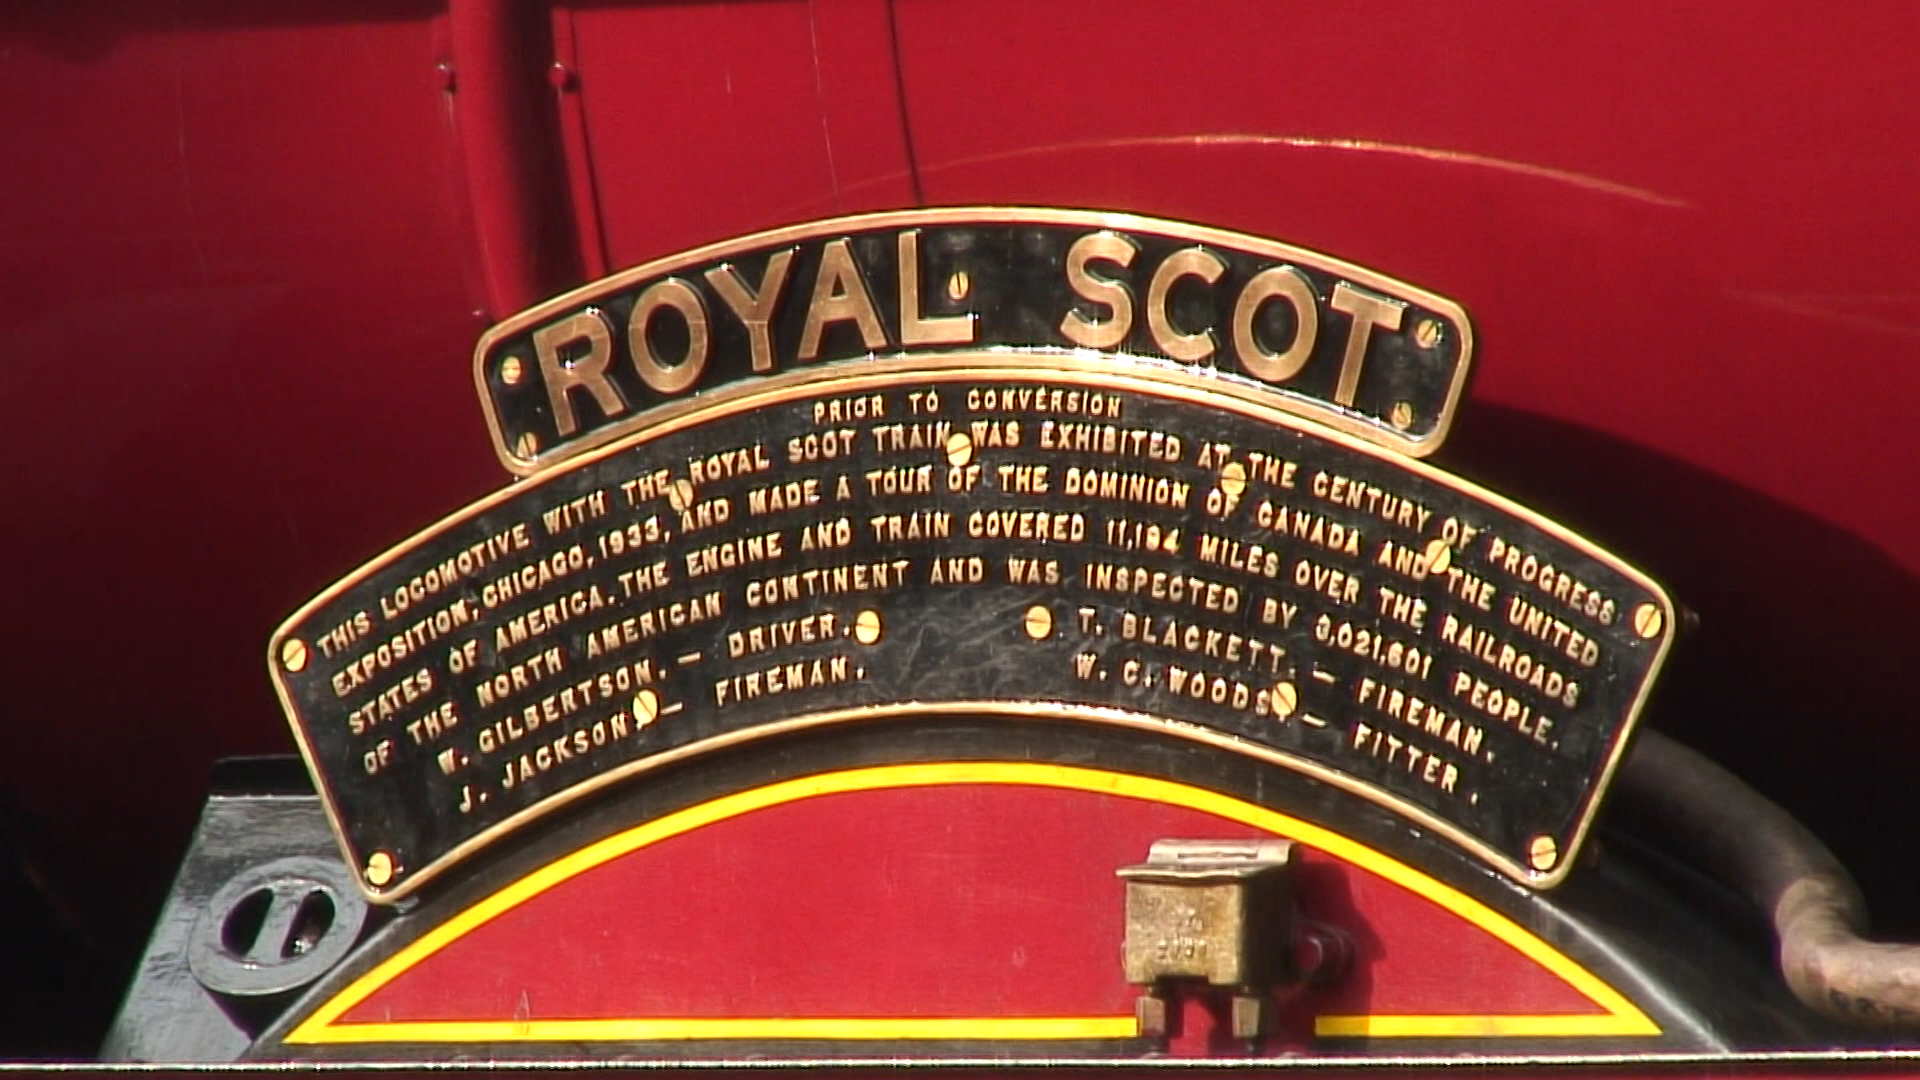 ROYAL SCOT
PRIOR TO CONVERSION
THIS LOCOMOTIVE WITH THE ROYAL SCOT TRAIN WAS EXHIBITED AT THE CENTURY OF PROGRESS
EXPOSITION, CHICAGO, 1933, AND MADE A TOUR OF THE DOMINION OF CANADA AND THE UNITED
STATES OF AMERICA. THE ENGINE AND TRAIN COVERED 11,194 MILES OVER THE RAILROADS
OF THE NORTH AMERICAN CONTINENT AND WAS INSPECTED BY 3,021,601 PEOPLE.
W. GILBERTSON. — DRIVER. T. BLACKETT. — FIREMAN.
J. JACKSON. — FIREMAN. W. C. WOODS. — FITTER.